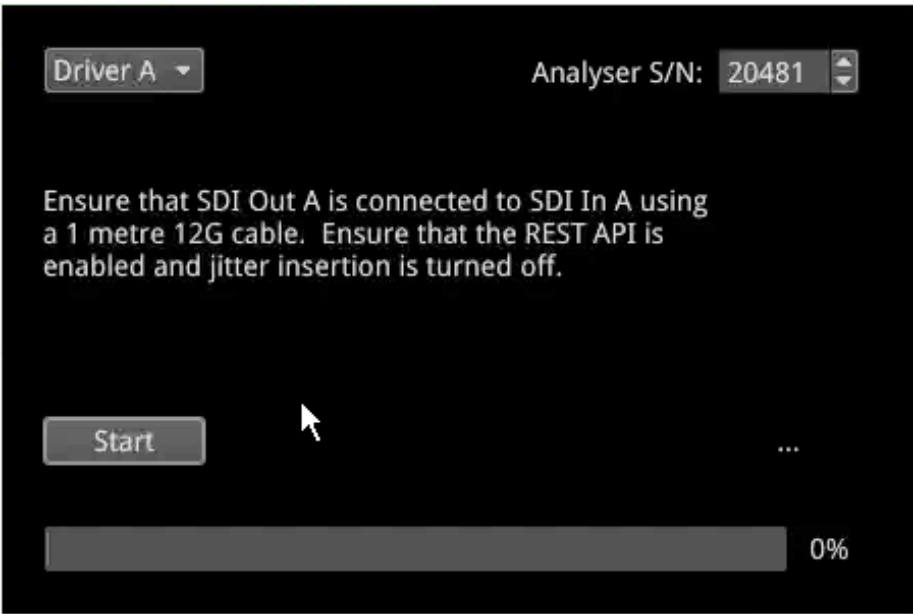 Driver A
Analyser S/N: 20481
Ensure that SDI Out A is connected to SDI In A using
a 1 metre 12G cable.  Ensure that the REST API is
enabled and jitter insertion is turned off.
Start
...
0%